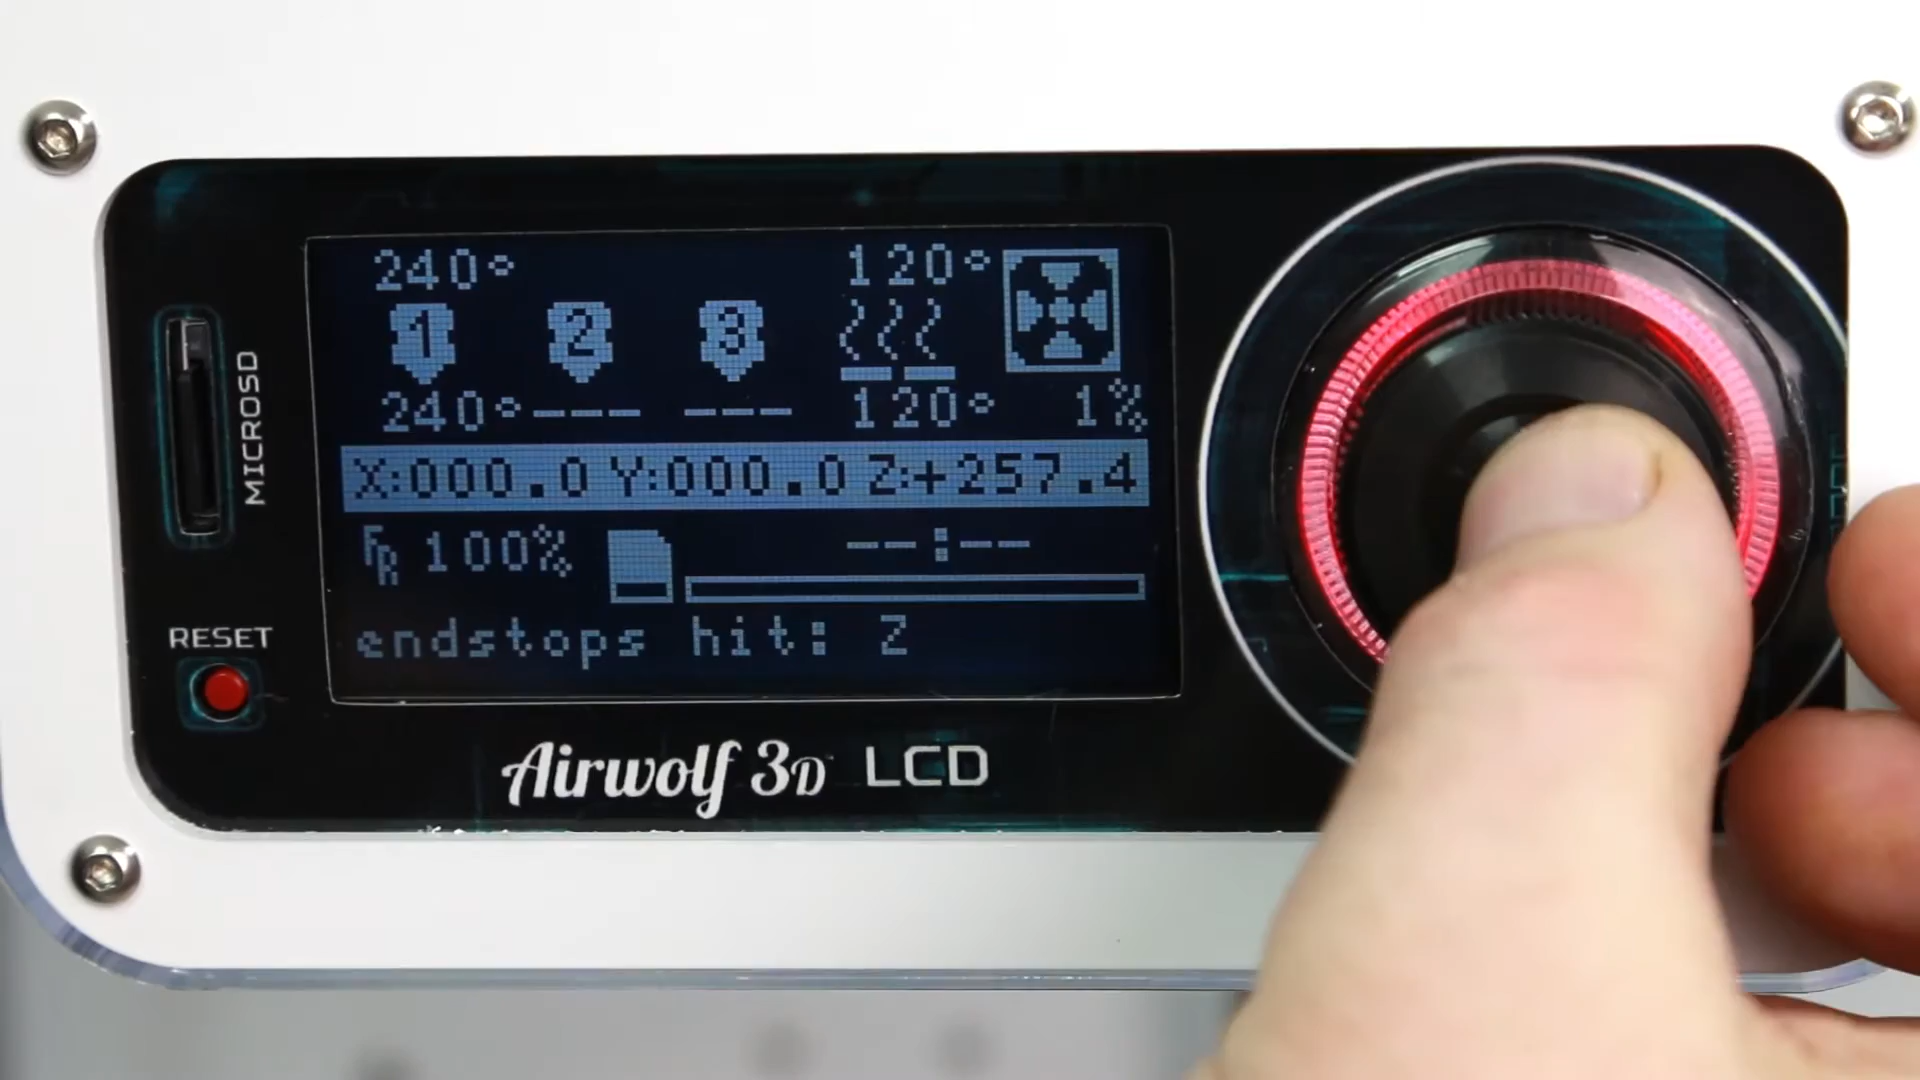 240° 120°
1 2 3
240° --- --- 120° 1%
X:000.0 Y:000.0 Z:+257.4
FR 100% --:--
endstops hit: Z
MICROSD
RESET
Airwolf 3D LCD